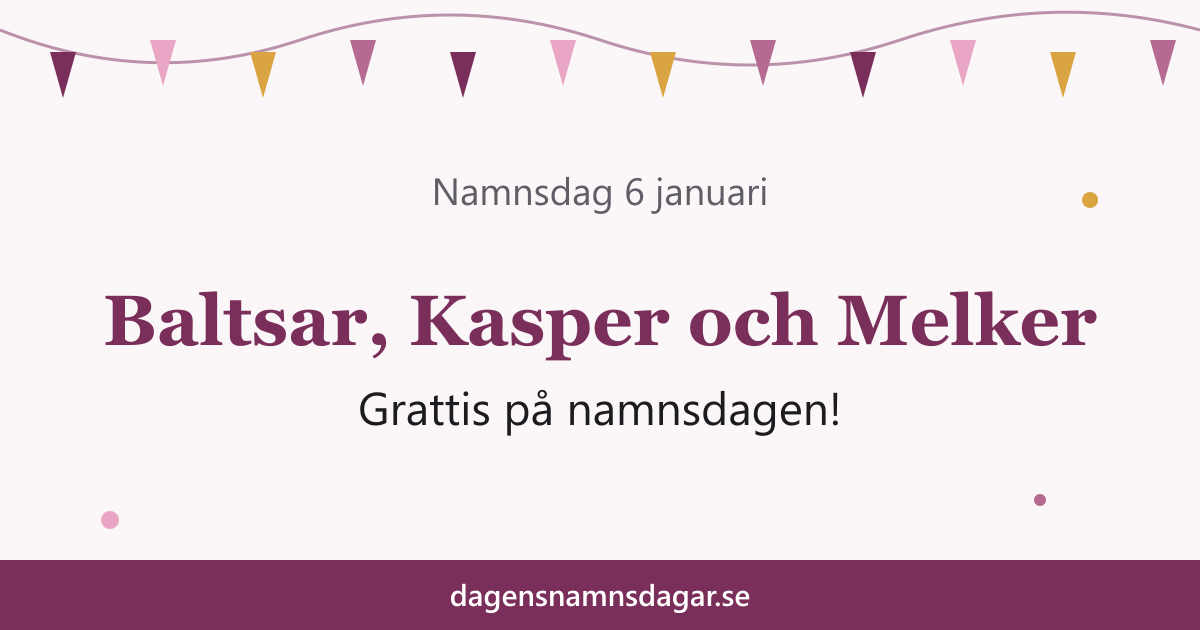 Namnsdag 6 januari
Baltsar, Kasper och Melker
Grattis på namnsdagen!
dagensnamnsdagar.se